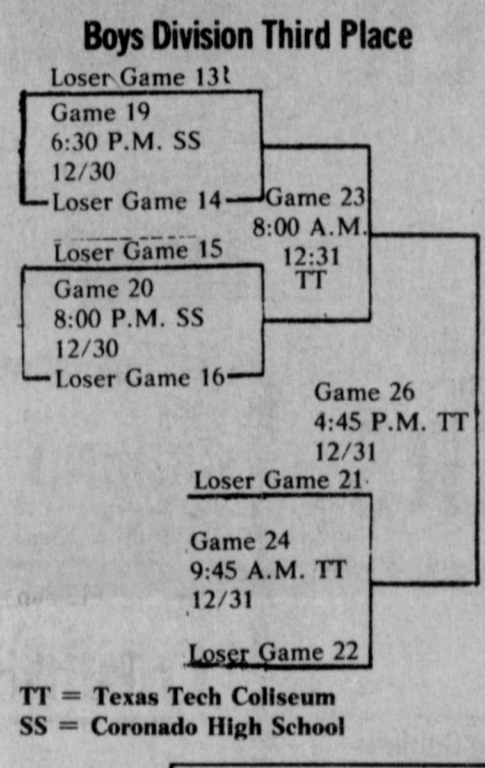 Boys Division Third Place
Loser Game 13
Game 19
6:30 P.M. SS
12/30
Loser Game 14
Game 23
8:00 A.M.
12:31
TT
Loser Game 15
Game 20
8:00 P.M. SS
12/30
Loser Game 16
Game 26
4:45 P.M. TT
12/31
Loser Game 21
Game 24
9:45 A.M. TT
12/31
Loser Game 22
TT = Texas Tech Coliseum
SS = Coronado High School